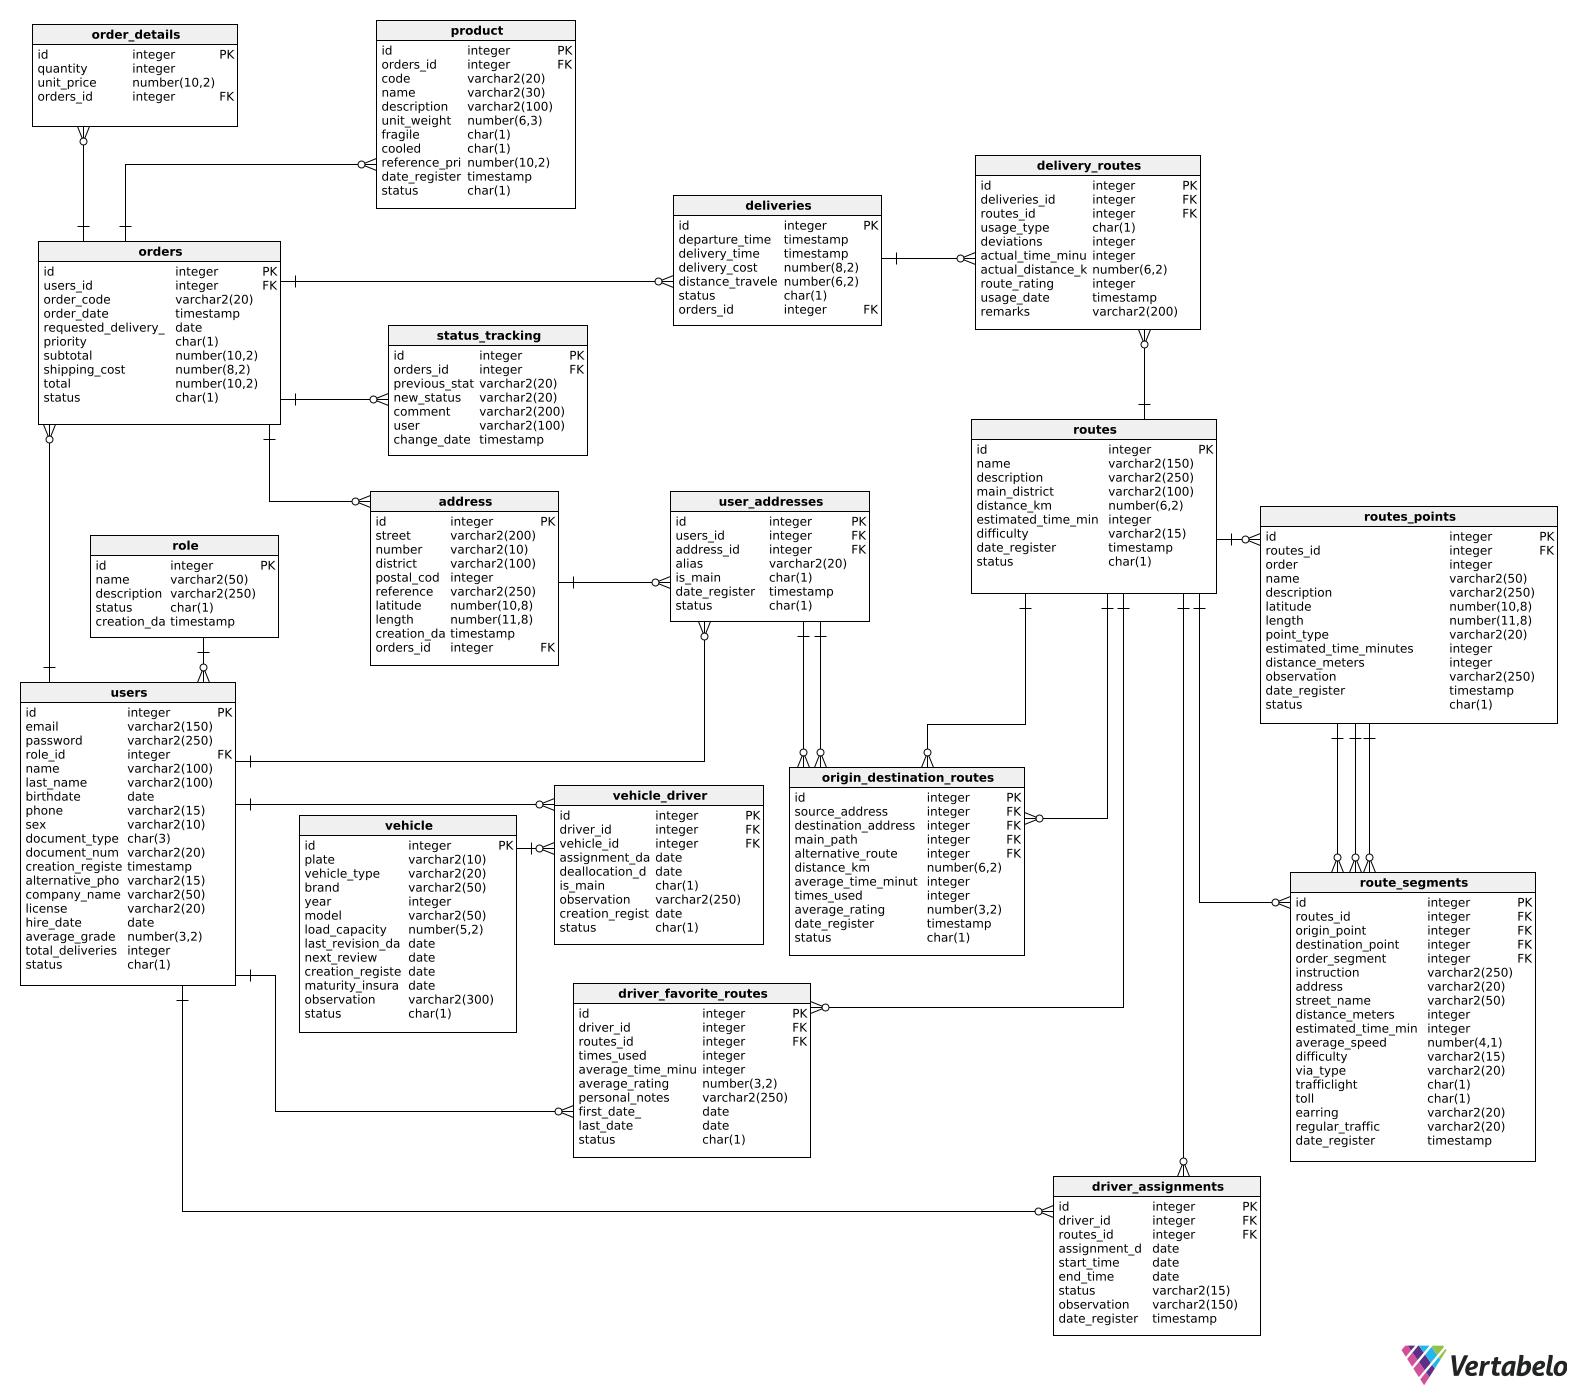 order_details
id integer PK
quantity integer
unit_price number(10,2)
orders_id integer FK
product
id integer PK
orders_id integer FK
code varchar2(20)
name varchar2(30)
description varchar2(100)
unit_weight number(6,3)
fragile char(1)
cooled char(1)
reference_pri number(10,2)
date_register timestamp
status char(1)
delivery_routes
id integer PK
deliveries_id integer FK
routes_id integer FK
usage_type char(1)
deviations integer
actual_time_minu integer
actual_distance_k number(6,2)
route_rating integer
usage_date timestamp
remarks varchar2(200)
deliveries
id integer PK
departure_time timestamp
delivery_time timestamp
delivery_cost number(8,2)
distance_travele number(6,2)
status char(1)
orders_id integer FK
orders
id integer PK
users_id integer FK
order_code varchar2(20)
order_date timestamp
requested_delivery_ date
priority char(1)
subtotal number(10,2)
shipping_cost number(8,2)
total number(10,2)
status char(1)
status_tracking
id integer PK
orders_id integer FK
previous_stat varchar2(20)
new_status varchar2(20)
comment varchar2(200)
user varchar2(100)
change_date timestamp
routes
id integer PK
name varchar2(150)
description varchar2(250)
main_district varchar2(100)
distance_km number(6,2)
estimated_time_min integer
difficulty varchar2(15)
date_register timestamp
status char(1)
address
id integer PK
street varchar2(200)
number varchar2(10)
district varchar2(100)
postal_cod integer
reference varchar2(250)
latitude number(10,8)
length number(11,8)
creation_da timestamp
orders_id integer FK
user_addresses
id integer PK
users_id integer FK
address_id integer FK
alias varchar2(20)
is_main char(1)
date_register timestamp
status char(1)
routes_points
id integer PK
routes_id integer FK
order integer
name varchar2(50)
description varchar2(250)
latitude number(10,8)
length number(11,8)
point_type varchar2(20)
estimated_time_minutes integer
distance_meters integer
observation varchar2(250)
date_register timestamp
status char(1)
role
id integer PK
name varchar2(50)
description varchar2(250)
status char(1)
creation_da timestamp
users
id integer PK
email varchar2(150)
password varchar2(250)
role_id integer FK
name varchar2(100)
last_name varchar2(100)
birthdate date
phone varchar2(15)
sex varchar2(10)
document_type char(3)
document_num varchar2(20)
creation_registe timestamp
alternative_pho varchar2(15)
company_name varchar2(50)
license varchar2(20)
hire_date date
average_grade number(3,2)
total_deliveries integer
status char(1)
vehicle_driver
id integer PK
driver_id integer FK
vehicle_id integer FK
assignment_da date
deallocation_d date
is_main char(1)
observation varchar2(250)
creation_regist date
status char(1)
vehicle
id integer PK
plate varchar2(10)
vehicle_type varchar2(20)
brand varchar2(50)
year integer
model varchar2(50)
load_capacity number(5,2)
last_revision_da date
next_review date
creation_registe date
maturity_insura date
observation varchar2(300)
status char(1)
origin_destination_routes
id integer PK
source_address integer FK
destination_address integer FK
main_path integer FK
alternative_route integer FK
distance_km number(6,2)
average_time_minut integer
times_used integer
average_rating number(3,2)
date_register timestamp
status char(1)
route_segments
id integer PK
routes_id integer FK
origin_point integer FK
destination_point integer FK
order_segment integer FK
instruction varchar2(250)
address varchar2(20)
street_name varchar2(50)
distance_meters integer
estimated_time_min integer
average_speed number(4,1)
difficulty varchar2(15)
via_type varchar2(20)
trafficlight char(1)
toll char(1)
earring varchar2(20)
regular_traffic varchar2(20)
date_register timestamp
driver_favorite_routes
id integer PK
driver_id integer FK
routes_id integer FK
times_used integer
average_time_minu integer
average_rating number(3,2)
personal_notes varchar2(250)
first_date_ date
last_date date
status char(1)
driver_assignments
id integer PK
driver_id integer FK
routes_id integer FK
assignment_d date
start_time date
end_time date
status varchar2(15)
observation varchar2(150)
date_register timestamp
Vertabelo